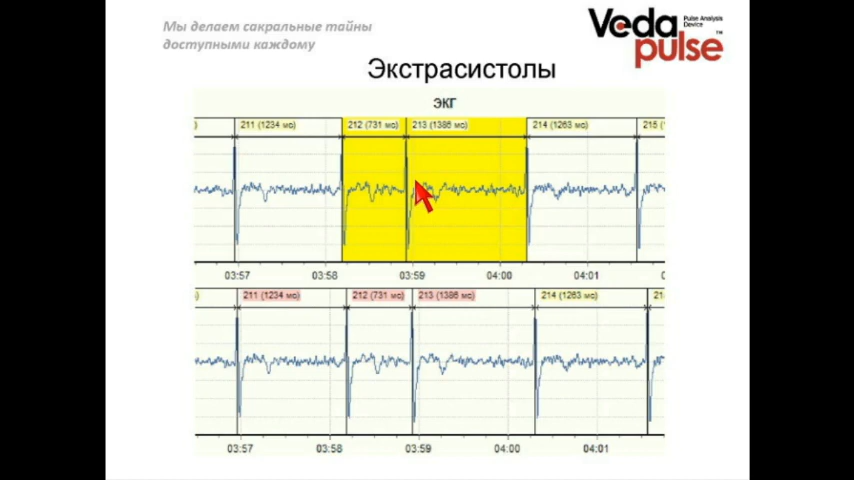 Мы делаем сакральные тайны
доступными каждому
Veda Pulse Analysis
Device
pulse ™
Экстрасистолы
ЭКГ
) 211 (1234 мс) 212 (731 мс) 213 (1386 мс) 214 (1263 мс) 215 (
03:57 03:58 03:59 04:00 04:01 0
) 211 (1234 мс) 212 (731 мс) 213 (1386 мс) 214 (1263 мс) 21
03:57 03:58 03:59 04:00 04:01